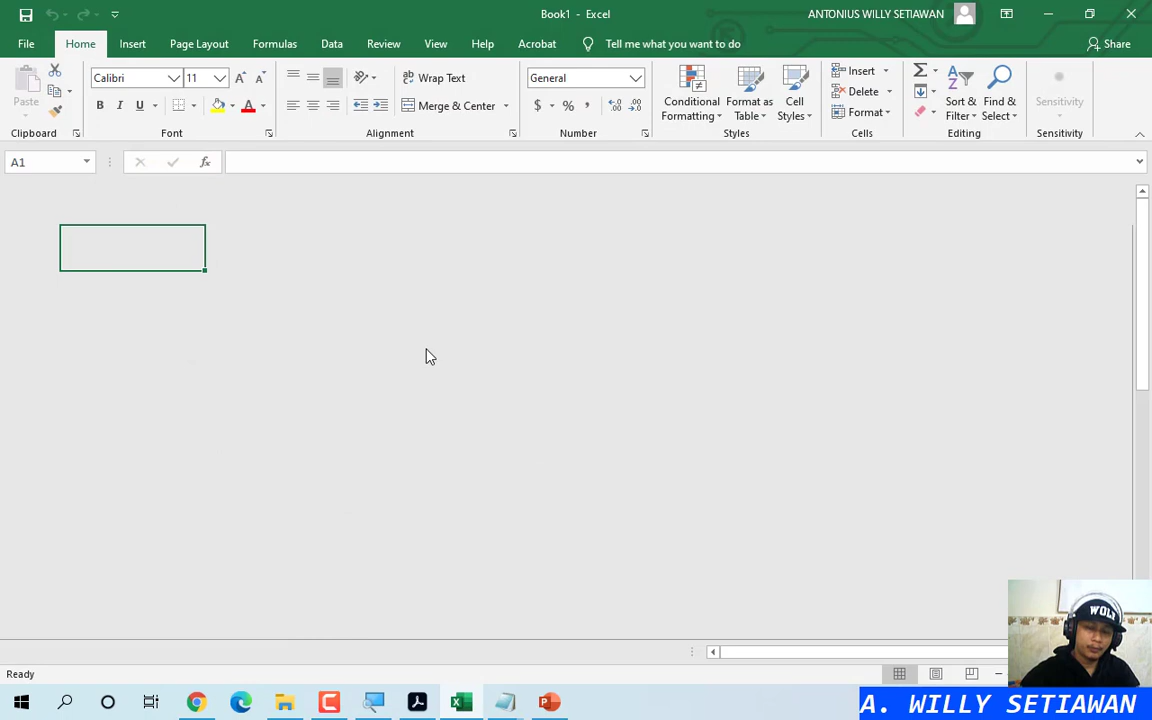 Book1 - Excel
ANTONIUS WILLY SETIAWAN
File Home Insert Page Layout Formulas Data Review View Help Acrobat Tell me what you want to do Share
Paste
Calibri 11
B I U
Wrap Text
Merge & Center
General
$ % ,
Conditional Formatting
Format as Table
Cell Styles
Insert
Delete
Format
Sort & Filter
Find & Select
Sensitivity
Clipboard Font Alignment Number Styles Cells Editing Sensitivity
A1 fx
Ready
WOLF
A. WILLY SETIAWAN